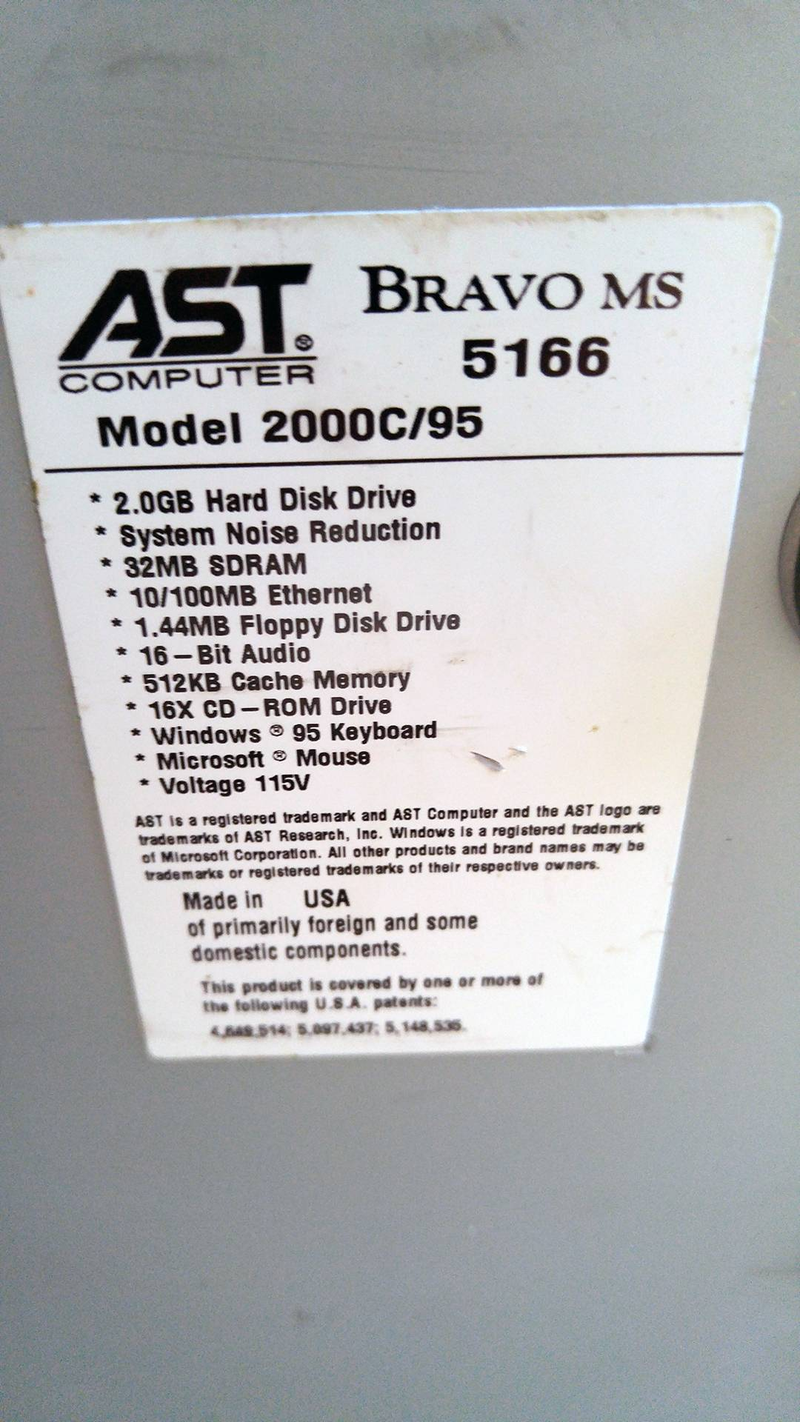 AST® BRAVO MS
COMPUTER 5166
Model 2000C/95
* 2.0GB Hard Disk Drive
* System Noise Reduction
* 32MB SDRAM
* 10/100MB Ethernet
* 1.44MB Floppy Disk Drive
* 16-Bit Audio
* 512KB Cache Memory
* 16X CD-ROM Drive
* Windows ® 95 Keyboard
* Microsoft ® Mouse
* Voltage 115V
AST is a registered trademark and AST Computer and the AST logo are
trademarks of AST Research, Inc. Windows is a registered trademark
of Microsoft Corporation. All other products and brand names may be
trademarks or registered trademarks of their respective owners.
Made in USA
of primarily foreign and some
domestic components.
This product is covered by one or more of
the following U.S.A. patents:
5,097,437; 5,148,535.